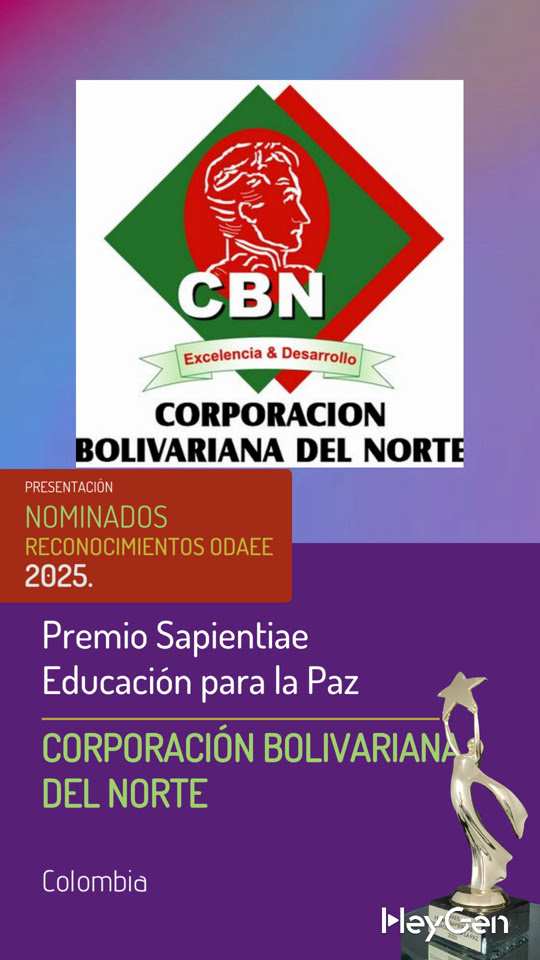 CBN
Excelencia & Desarrollo
CORPORACION
BOLIVARIANA DEL NORTE
PRESENTACIÓN
NOMINADOS
RECONOCIMIENTOS ODAEE
2025.
Premio Sapientiae
Educación para la Paz
CORPORACIÓN BOLIVARIANA
DEL NORTE
Colombia
HeyGen